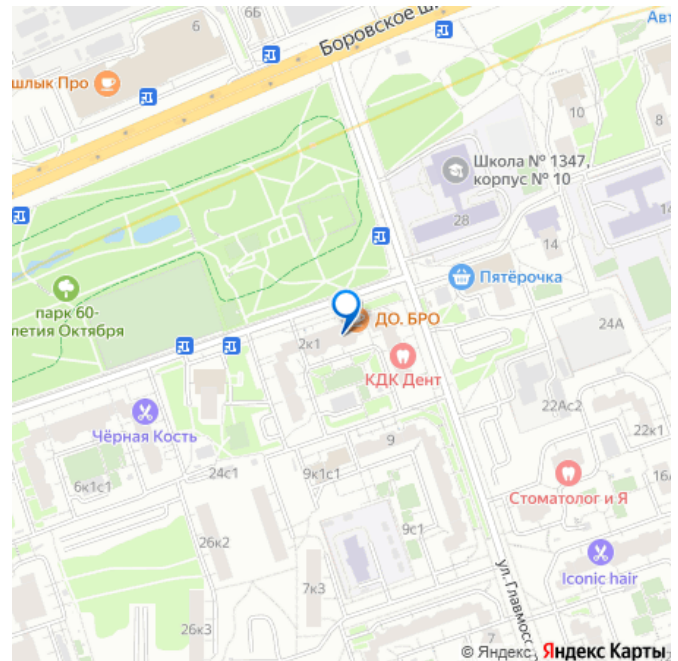 6
6Б
Боровское ш
Авт
шлык Про
10
8
Школа № 1347,
корпус № 10
28
14
14
Пятёрочка
парк 60-
летия Октября
ДО. БРО
24А
2к1
КДК Дент
22Ас2
22к1
Чёрная Кость
9
24с1
9к1с1
6к1с1
Стоматолог и Я
16
9с1
26к2
Iconic hair
7к3
ул. Главмосс
26к3
© Яндекс
Яндекс Карты